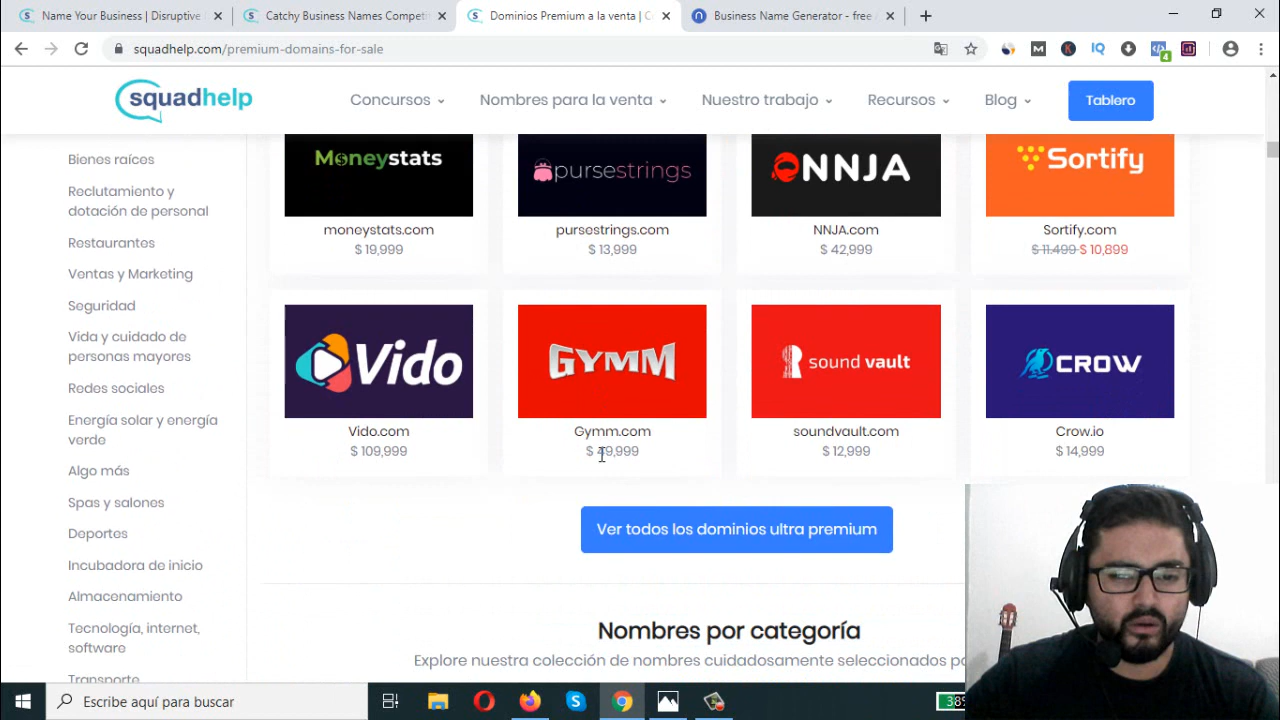 Name Your Business | Disruptive
Catchy Business Names Competi
Dominios Premium a la venta | C
Business Name Generator - free
squadhelp.com/premium-domains-for-sale
4
squadhelp
Concursos
Nombres para la venta
Nuestro trabajo
Recursos
Blog
Tablero
Bienes raíces
Reclutamiento y
dotación de personal
Restaurantes
Ventas y Marketing
Seguridad
Vida y cuidado de
personas mayores
Redes sociales
Energía solar y energía
verde
Algo más
Spas y salones
Deportes
Incubadora de inicio
Almacenamiento
Tecnología, internet,
software
Transporte
Moneystats
pursestrings
NNJA
Sortify
moneystats.com
pursestrings.com
NNJA.com
Sortify.com
$ 19,999
$ 13,999
$ 42,999
$ 11.499 $ 10,899
Vido
GYMM
sound vault
CROW
Vido.com
Gymm.com
soundvault.com
Crow.io
$ 109,999
$ 12,999
$ 14,999
Ver todos los dominios ultra premium
Nombres por categoría
Explore nuestra colección de nombres cuidadosamente seleccionados po
Escribe aquí para buscar
38%